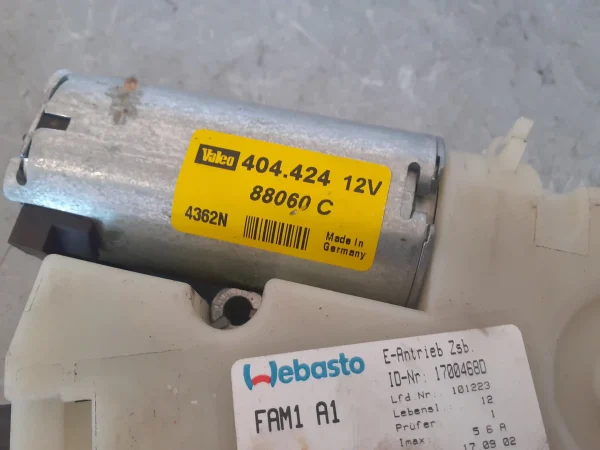 Valeo 404.424 12V
88060 C
4362N
Made in
Germany
Webasto
FAM1 A1
E-Antrieb Zsb.
ID-Nr: 1700468D
Lfd Nr: 101223
Lebensl. 12
Prüfer: 1
Imax: 5.6 A
17.09.02